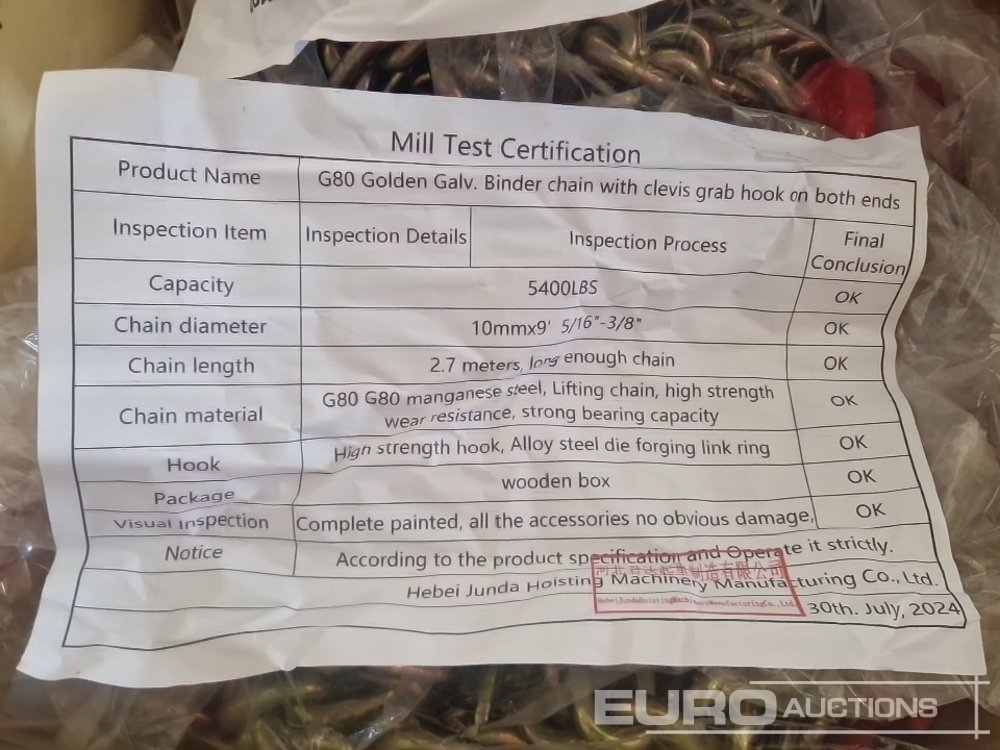 Mill Test Certification
Product Name G80 Golden Galv. Binder chain with clevis grab hook on both ends
Inspection Item Inspection Details Inspection Process Final Conclusion
Capacity 5400LBS OK
Chain diameter 10mmx9' 5/16"-3/8" OK
Chain length 2.7 meters, long enough chain OK
Chain material G80 G80 manganese steel, Lifting chain, high strength
wear resistance, strong bearing capacity OK
Hook High strength hook, Alloy steel die forging link ring OK
Package wooden box OK
Visual Inspection Complete painted, all the accessories no obvious damage, OK
Notice According to the product specification and Operate it strictly.
Hebei Junda Hoisting Machinery Manufacturing Co., Ltd.
30th. July, 2024
EURO AUCTIONS